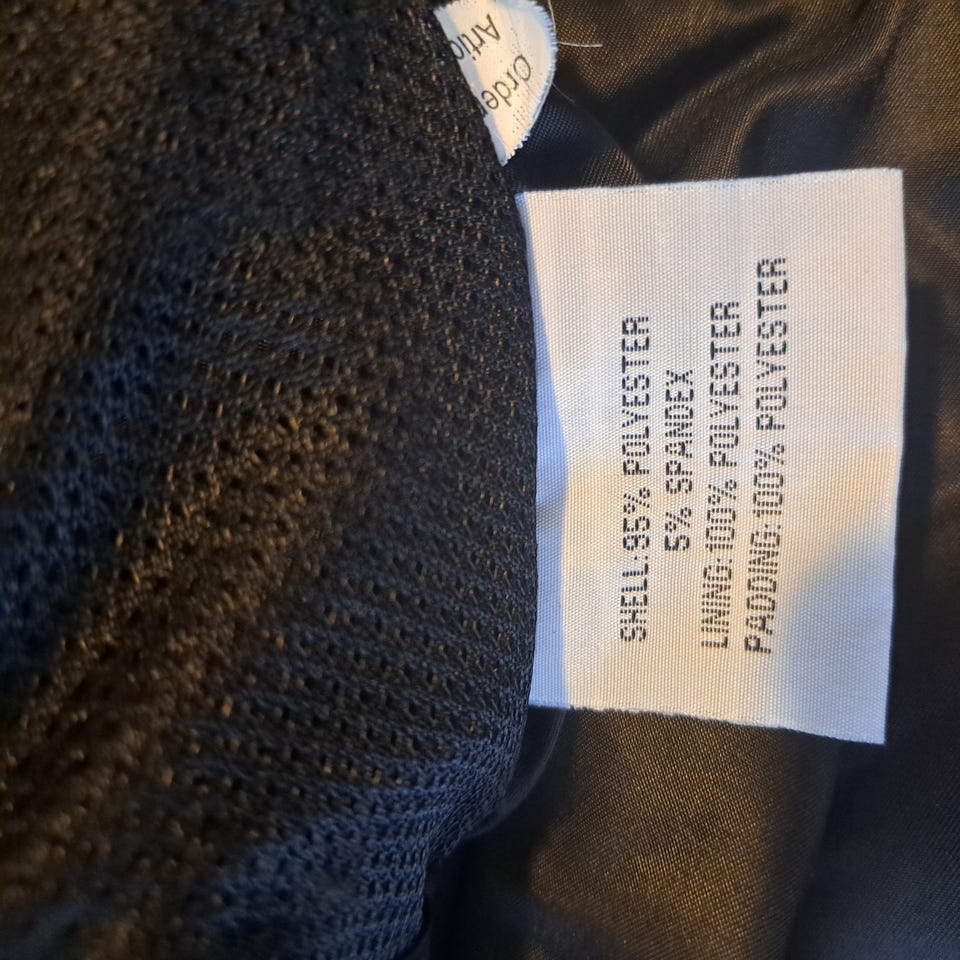 SHELL:95% POLYESTER
5% SPANDEX
LINING:100% POLYESTER
PADDING:100% POLYESTER